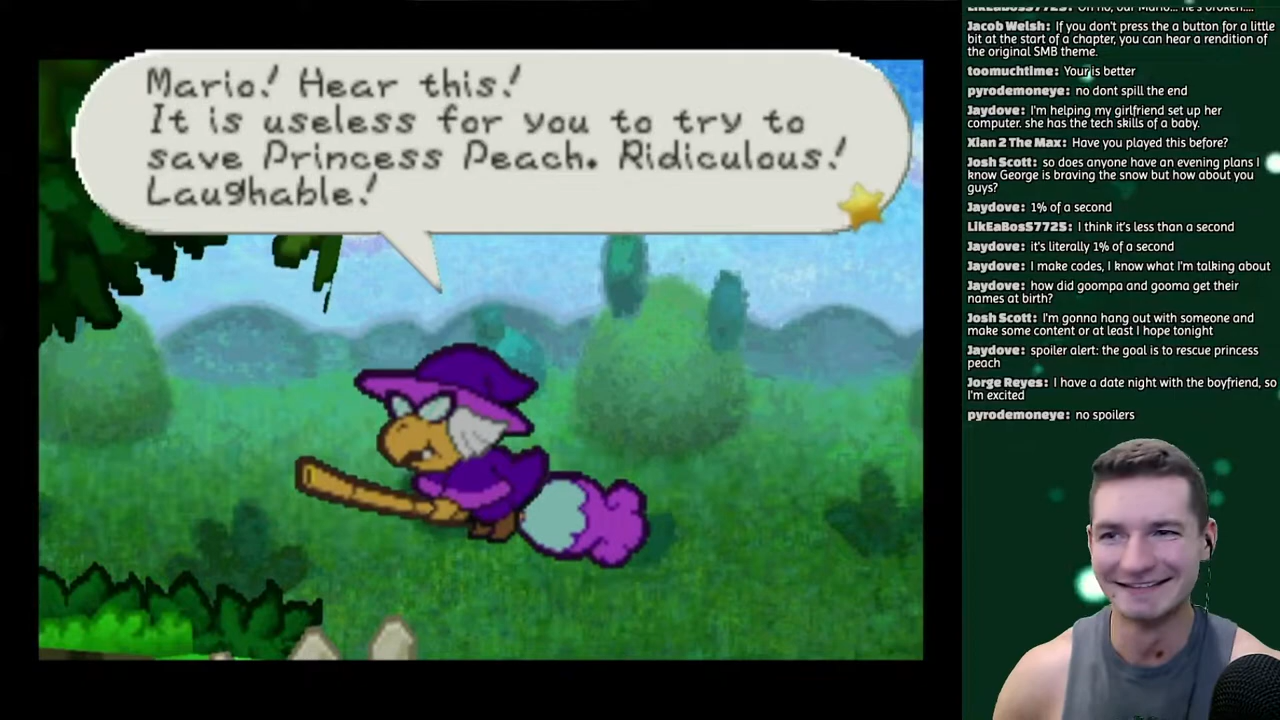 Mario! Hear this!
It is useless for you to try to
save Princess Peach. Ridiculous!
Laughable!
Jacob Welsh: If you don't press the a button for a little
bit at the start of a chapter, you can hear a rendition of
the original SMB theme.
toomuchtime: Your is better
pyrodemoneye: no dont spill the end
Jaydove: I'm helping my girlfriend set up her
computer. she has the tech skills of a baby.
Xian 2 The Max: Have you played this before?
Josh Scott: so does anyone have an evening plans I
know George is braving the snow but how about you
guys?
Jaydove: 1% of a second
LikEaBosS7725: I think it's less than a second
Jaydove: it's literally 1% of a second
Jaydove: I make codes, I know what I'm talking about
Jaydove: how did goompa and gooma get their
names at birth?
Josh Scott: I'm gonna hang out with someone and
make some content or at least I hope tonight
Jaydove: spoiler alert: the goal is to rescue princess
peach
Jorge Reyes: I have a date night with the boyfriend, so
I'm excited
pyrodemoneye: no spoilers